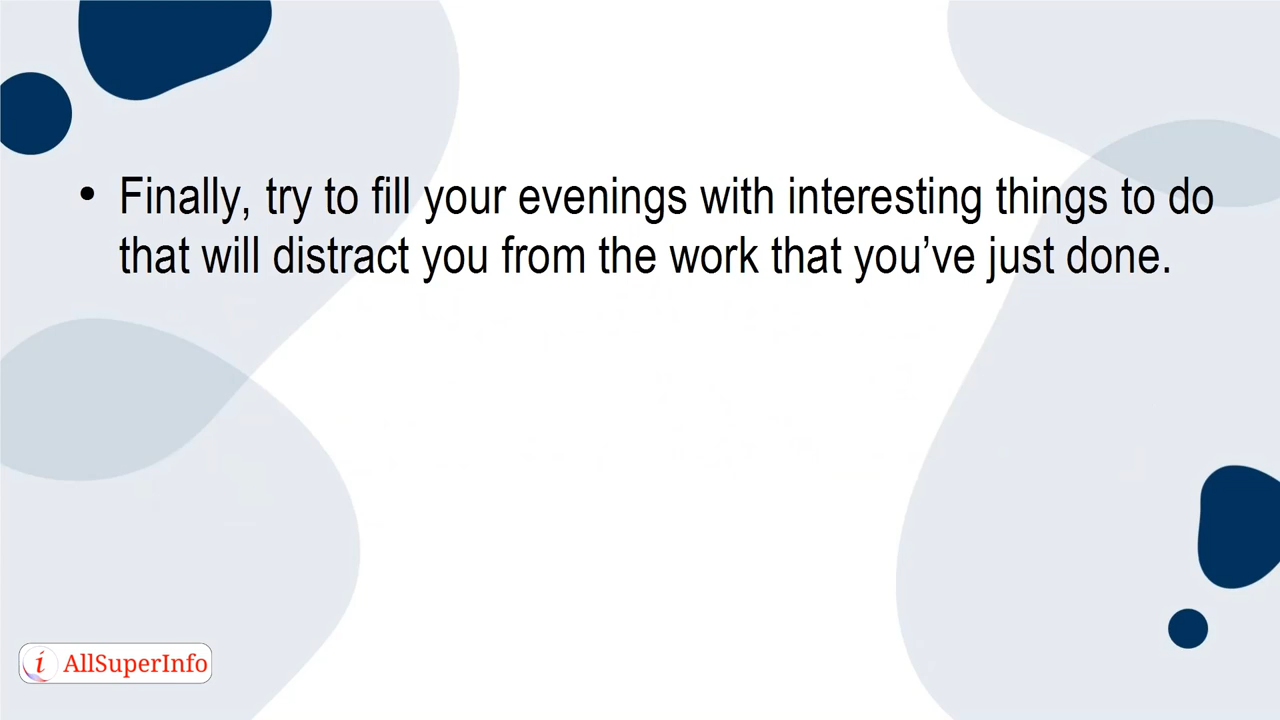 • Finally, try to fill your evenings with interesting things to do
that will distract you from the work that you’ve just done.
i AllSuperInfo